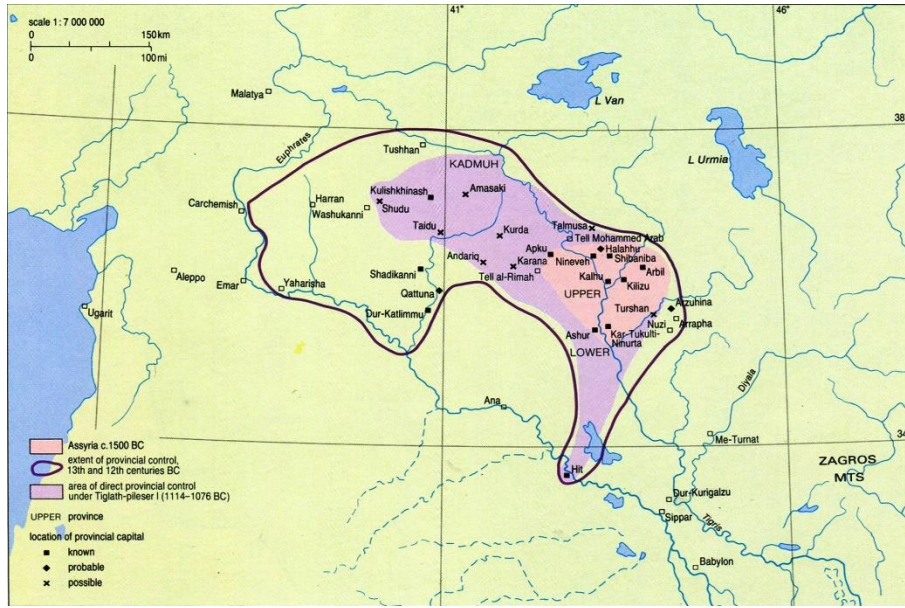 scale 1 : 7 000 000
0 150 km
0 100 mi
41°
46°
38°
34
Malatya
L Van
L Urmia
Euphrates
Tushhan
KADMUH
Kulishkhinash
Amasaki
Harran
Washukanni
Shudu
Carchemish
Taidu
Kurda
Talmusa
Tell Mohammed Arab
Halahhu
Apku
Nineveh
Shibaniba
Arbil
Andariq
Karana
Tell al-Rimah
Kalhu
Kilizu
Shadikanni
Aleppo
Emar
Yaharisha
Qattuna
UPPER
Turshan
Arzuhina
Ugarit
Dur-Katlimmu
Nuzi
Arrapha
Ashur
Kar-Tukulti-
Ninurta
LOWER
Diyala
Ana
Me-Turnat
ZAGROS
MTS
Hit
Dur-Kurigalzu
Sippar
Tigris
Babylon
Assyria c.1500 BC
extent of provincial control,
13th and 12th centuries BC
area of direct provincial control
under Tiglath-pileser I (1114–1076 BC)
UPPER province
location of provincial capital
known
probable
possible